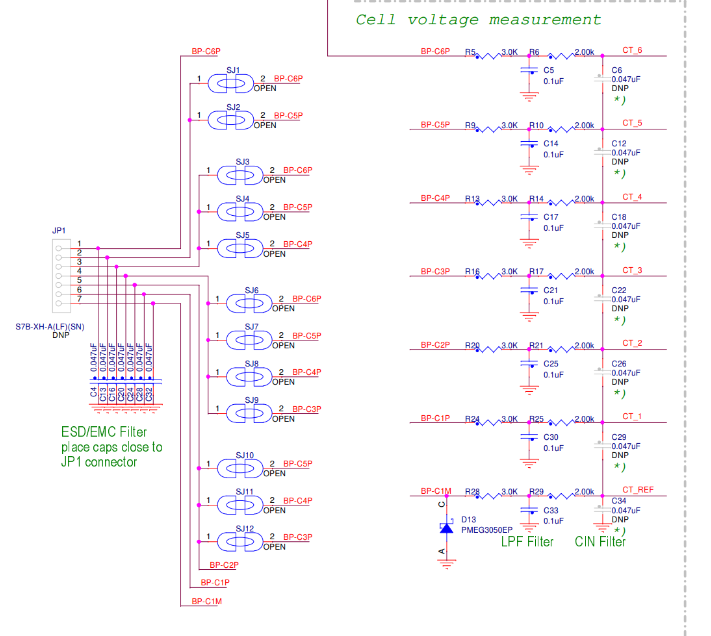 Cell voltage measurement
BP-C6P
SJ1
1 2 BP-C6P
OPEN
SJ2
1 2 BP-C5P
OPEN
SJ3
1 2 BP-C6P
OPEN
SJ4
1 2 BP-C5P
OPEN
SJ5
1 2 BP-C4P
OPEN
JP1
1
2
3
4
5
6
7
S7B-XH-A(LF)(SN)
DNP
SJ6
1 2 BP-C6P
OPEN
SJ7
1 2 BP-C5P
OPEN
SJ8
1 2 BP-C4P
OPEN
SJ9
1 2 BP-C3P
OPEN
C4 0.047uF
C13 0.047uF
C16 0.047uF
C20 0.047uF
C24 0.047uF
C28 0.047uF
C32 0.047uF
ESD/EMC Filter
place caps close to
JP1 connector
SJ10
1 2 BP-C5P
OPEN
SJ11
1 2 BP-C4P
OPEN
SJ12
1 2 BP-C3P
OPEN
BP-C2P
BP-C1P
BP-C1M
BP-C6P R5 3.0K R6 2.00k CT_6
C5
0.1uF
C6
0.047uF
DNP
*)
BP-C5P R9 3.0K R10 2.00k CT_5
C14
0.1uF
C12
0.047uF
DNP
*)
BP-C4P R13 3.0K R14 2.00k CT_4
C17
0.1uF
C18
0.047uF
DNP
*)
BP-C3P R16 3.0K R17 2.00k CT_3
C21
0.1uF
C22
0.047uF
DNP
*)
BP-C2P R20 3.0K R21 2.00k CT_2
C25
0.1uF
C26
0.047uF
DNP
*)
BP-C1P R24 3.0K R25 2.00k CT_1
C30
0.1uF
C29
0.047uF
DNP
*)
BP-C1M R28 3.0K R29 2.00k CT_REF
C
D13
PMEG3050EP
A
C33
0.1uF
C34
0.047uF
DNP
*)
LPF Filter CIN Filter